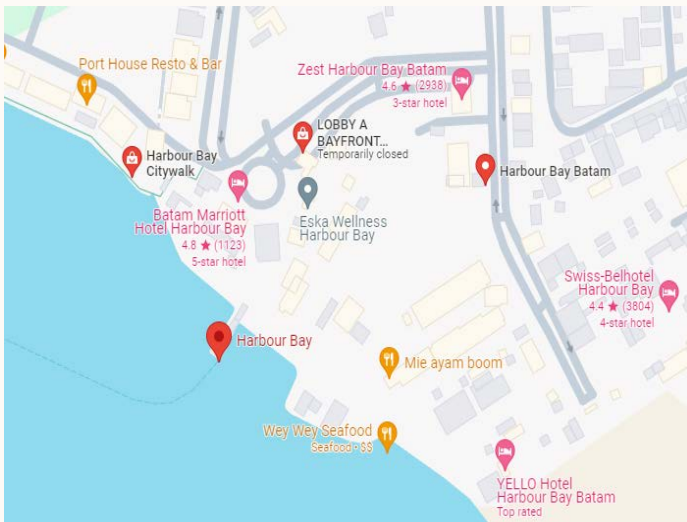 Port House Resto & Bar
Zest Harbour Bay Batam
4.6 ★ (2938)
3-star hotel
LOBBY A
BAYFRONT...
Temporarily closed
Harbour Bay
Citywalk
Harbour Bay Batam
Batam Marriott
Hotel Harbour Bay
4.8 ★ (1123)
5-star hotel
Eska Wellness
Harbour Bay
Swiss-Belhotel
Harbour Bay
4.4 ★ (3804)
4-star hotel
Harbour Bay
Mie ayam boom
Wey Wey Seafood
Seafood · $$
YELLO Hotel
Harbour Bay Batam
Top rated